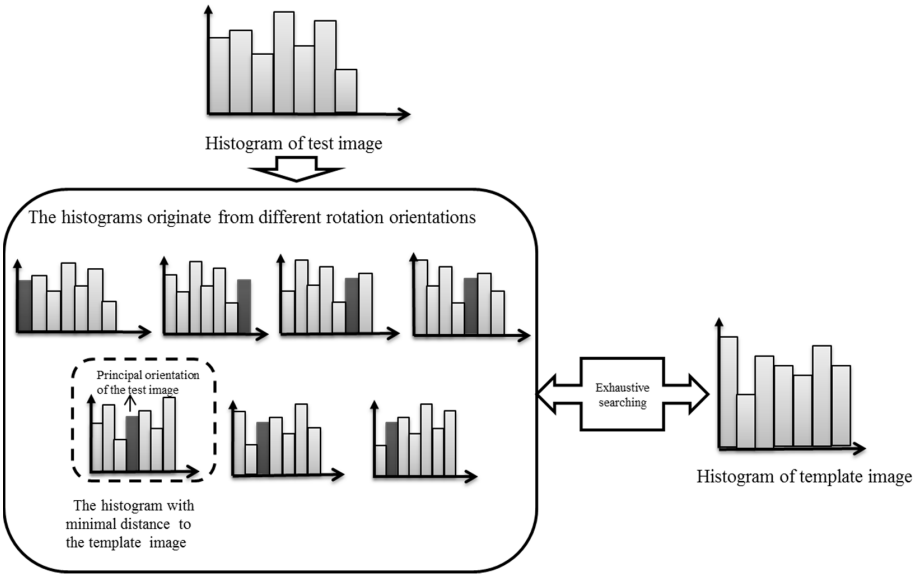 Histogram of test image
The histograms originate from different rotation orientations
Principal orientation
of the test image
The histogram with
minimal distance to
the template image
Exhaustive
searching
Histogram of template image